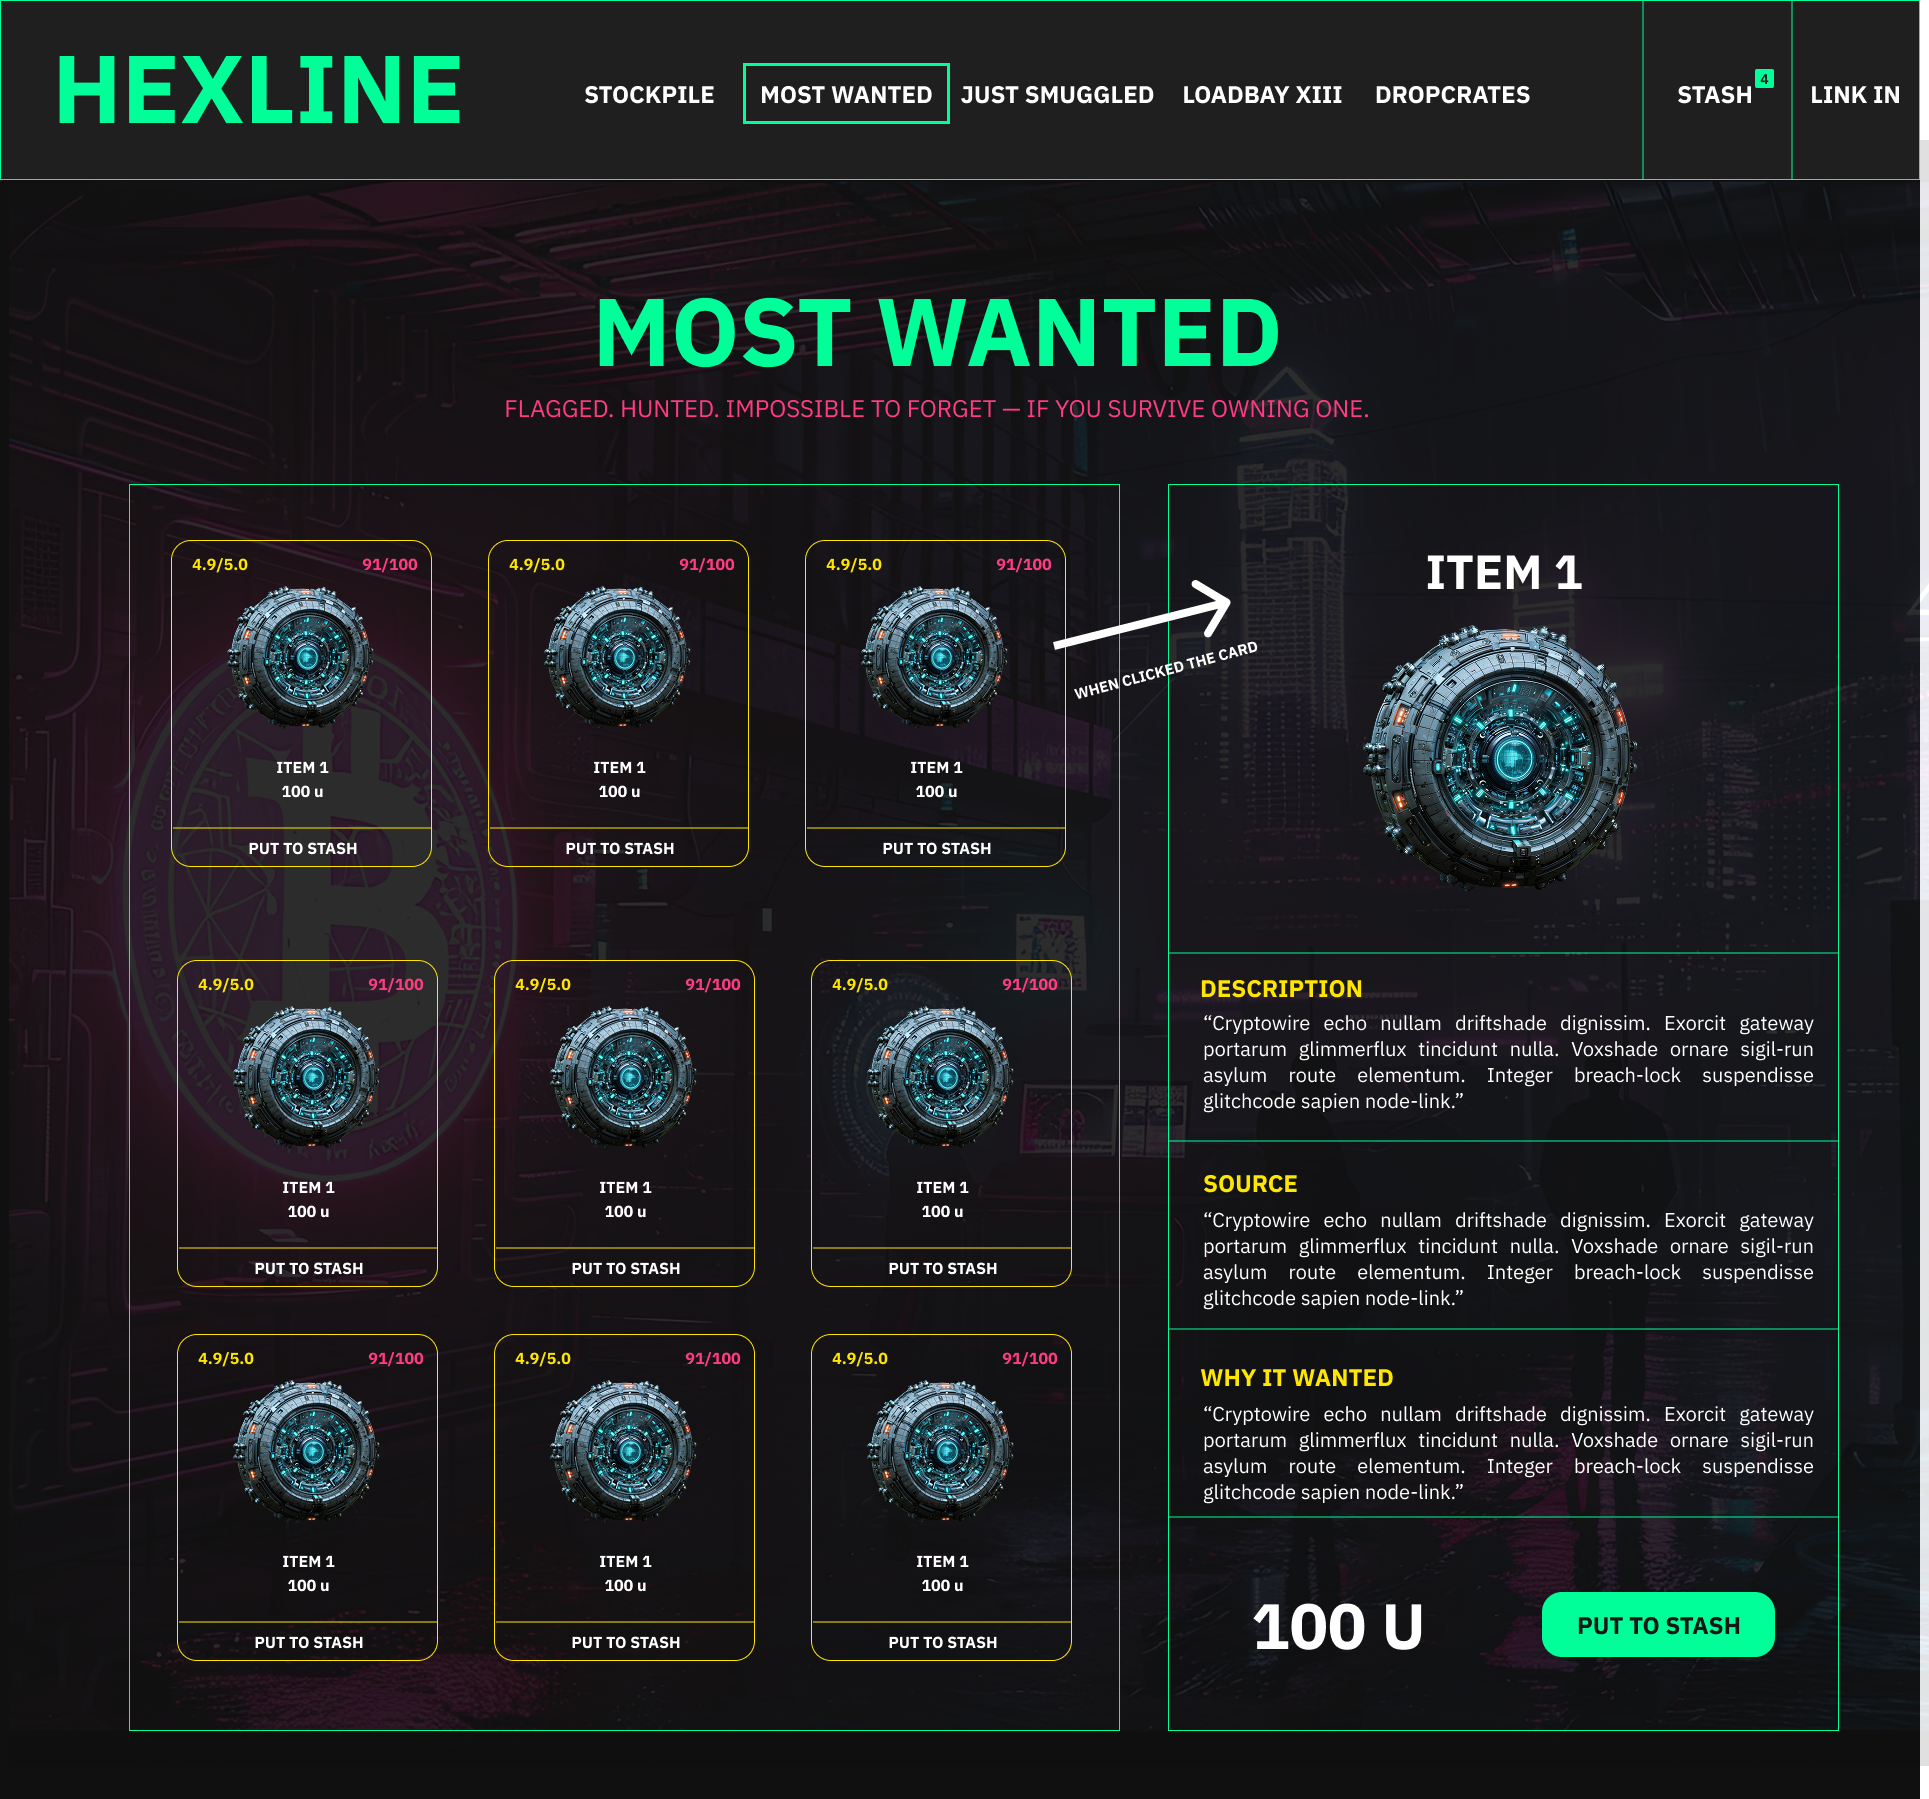 HEXLINE
STOCKPILE
MOST WANTED
JUST SMUGGLED
LOADBAY XIII
DROPCRATES
STASH
4
LINK IN
MOST WANTED
FLAGGED. HUNTED. IMPOSSIBLE TO FORGET — IF YOU SURVIVE OWNING ONE.
4.9/5.0
91/100
ITEM 1
100 u
PUT TO STASH
4.9/5.0
91/100
ITEM 1
100 u
PUT TO STASH
4.9/5.0
91/100
ITEM 1
100 u
PUT TO STASH
4.9/5.0
91/100
ITEM 1
100 u
PUT TO STASH
4.9/5.0
91/100
ITEM 1
100 u
PUT TO STASH
4.9/5.0
91/100
ITEM 1
100 u
PUT TO STASH
4.9/5.0
91/100
ITEM 1
100 u
PUT TO STASH
4.9/5.0
91/100
ITEM 1
100 u
PUT TO STASH
4.9/5.0
91/100
ITEM 1
100 u
PUT TO STASH
WHEN CLICKED THE CARD
ITEM 1
DESCRIPTION
“Cryptowire echo nullam driftshade dignissim. Exorcit gateway
portarum glimmerflux tincidunt nulla. Voxshade ornare sigil-run
asylum route elementum. Integer breach-lock suspendisse
glitchcode sapien node-link.”
SOURCE
“Cryptowire echo nullam driftshade dignissim. Exorcit gateway
portarum glimmerflux tincidunt nulla. Voxshade ornare sigil-run
asylum route elementum. Integer breach-lock suspendisse
glitchcode sapien node-link.”
WHY IT WANTED
“Cryptowire echo nullam driftshade dignissim. Exorcit gateway
portarum glimmerflux tincidunt nulla. Voxshade ornare sigil-run
asylum route elementum. Integer breach-lock suspendisse
glitchcode sapien node-link.”
100 U
PUT TO STASH